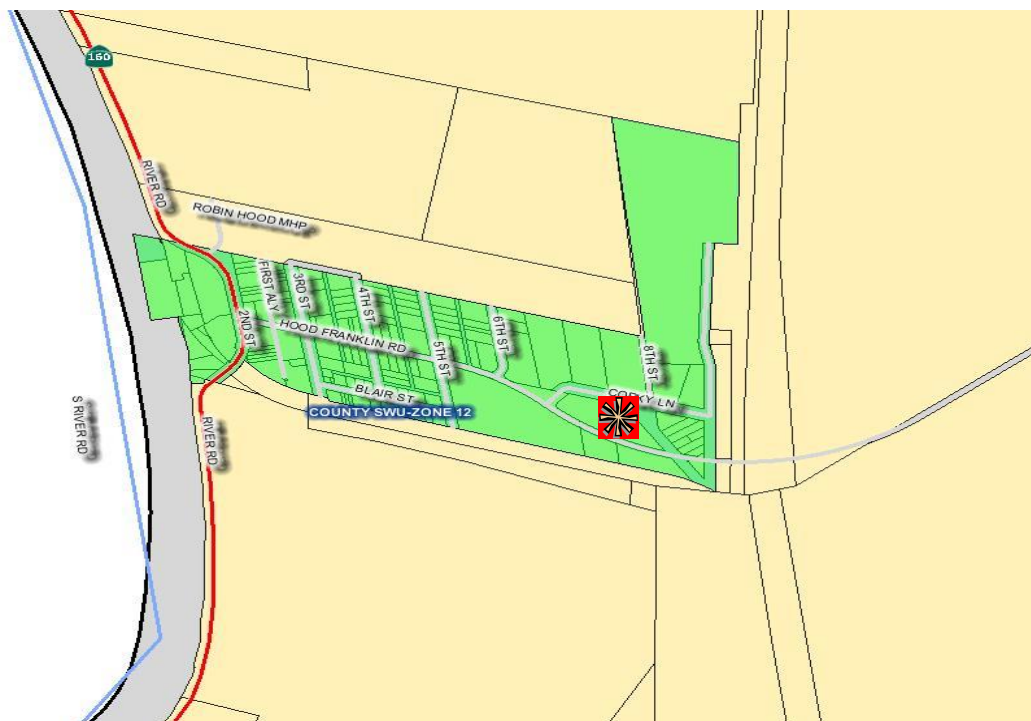 160
RIVER RD
ROBIN HOOD MHP
FIRST ALY
3RD ST
4TH ST
2ND ST
HOOD FRANKLIN RD
5TH ST
6TH ST
8TH ST
BLAIR ST
CORKY LN
COUNTY SWU-ZONE 12
S RIVER RD
RIVER RD